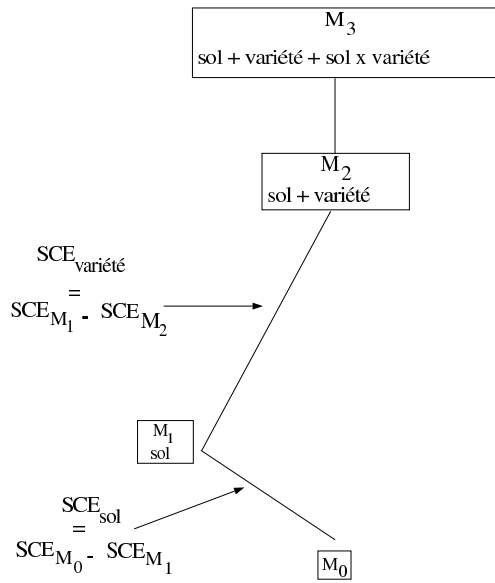 M3
sol + variété + sol x variété
M2
sol + variété
SCEvariété
=
SCEM1 - SCEM2
M1
sol
SCEsol
=
SCEM0 - SCEM1
M0